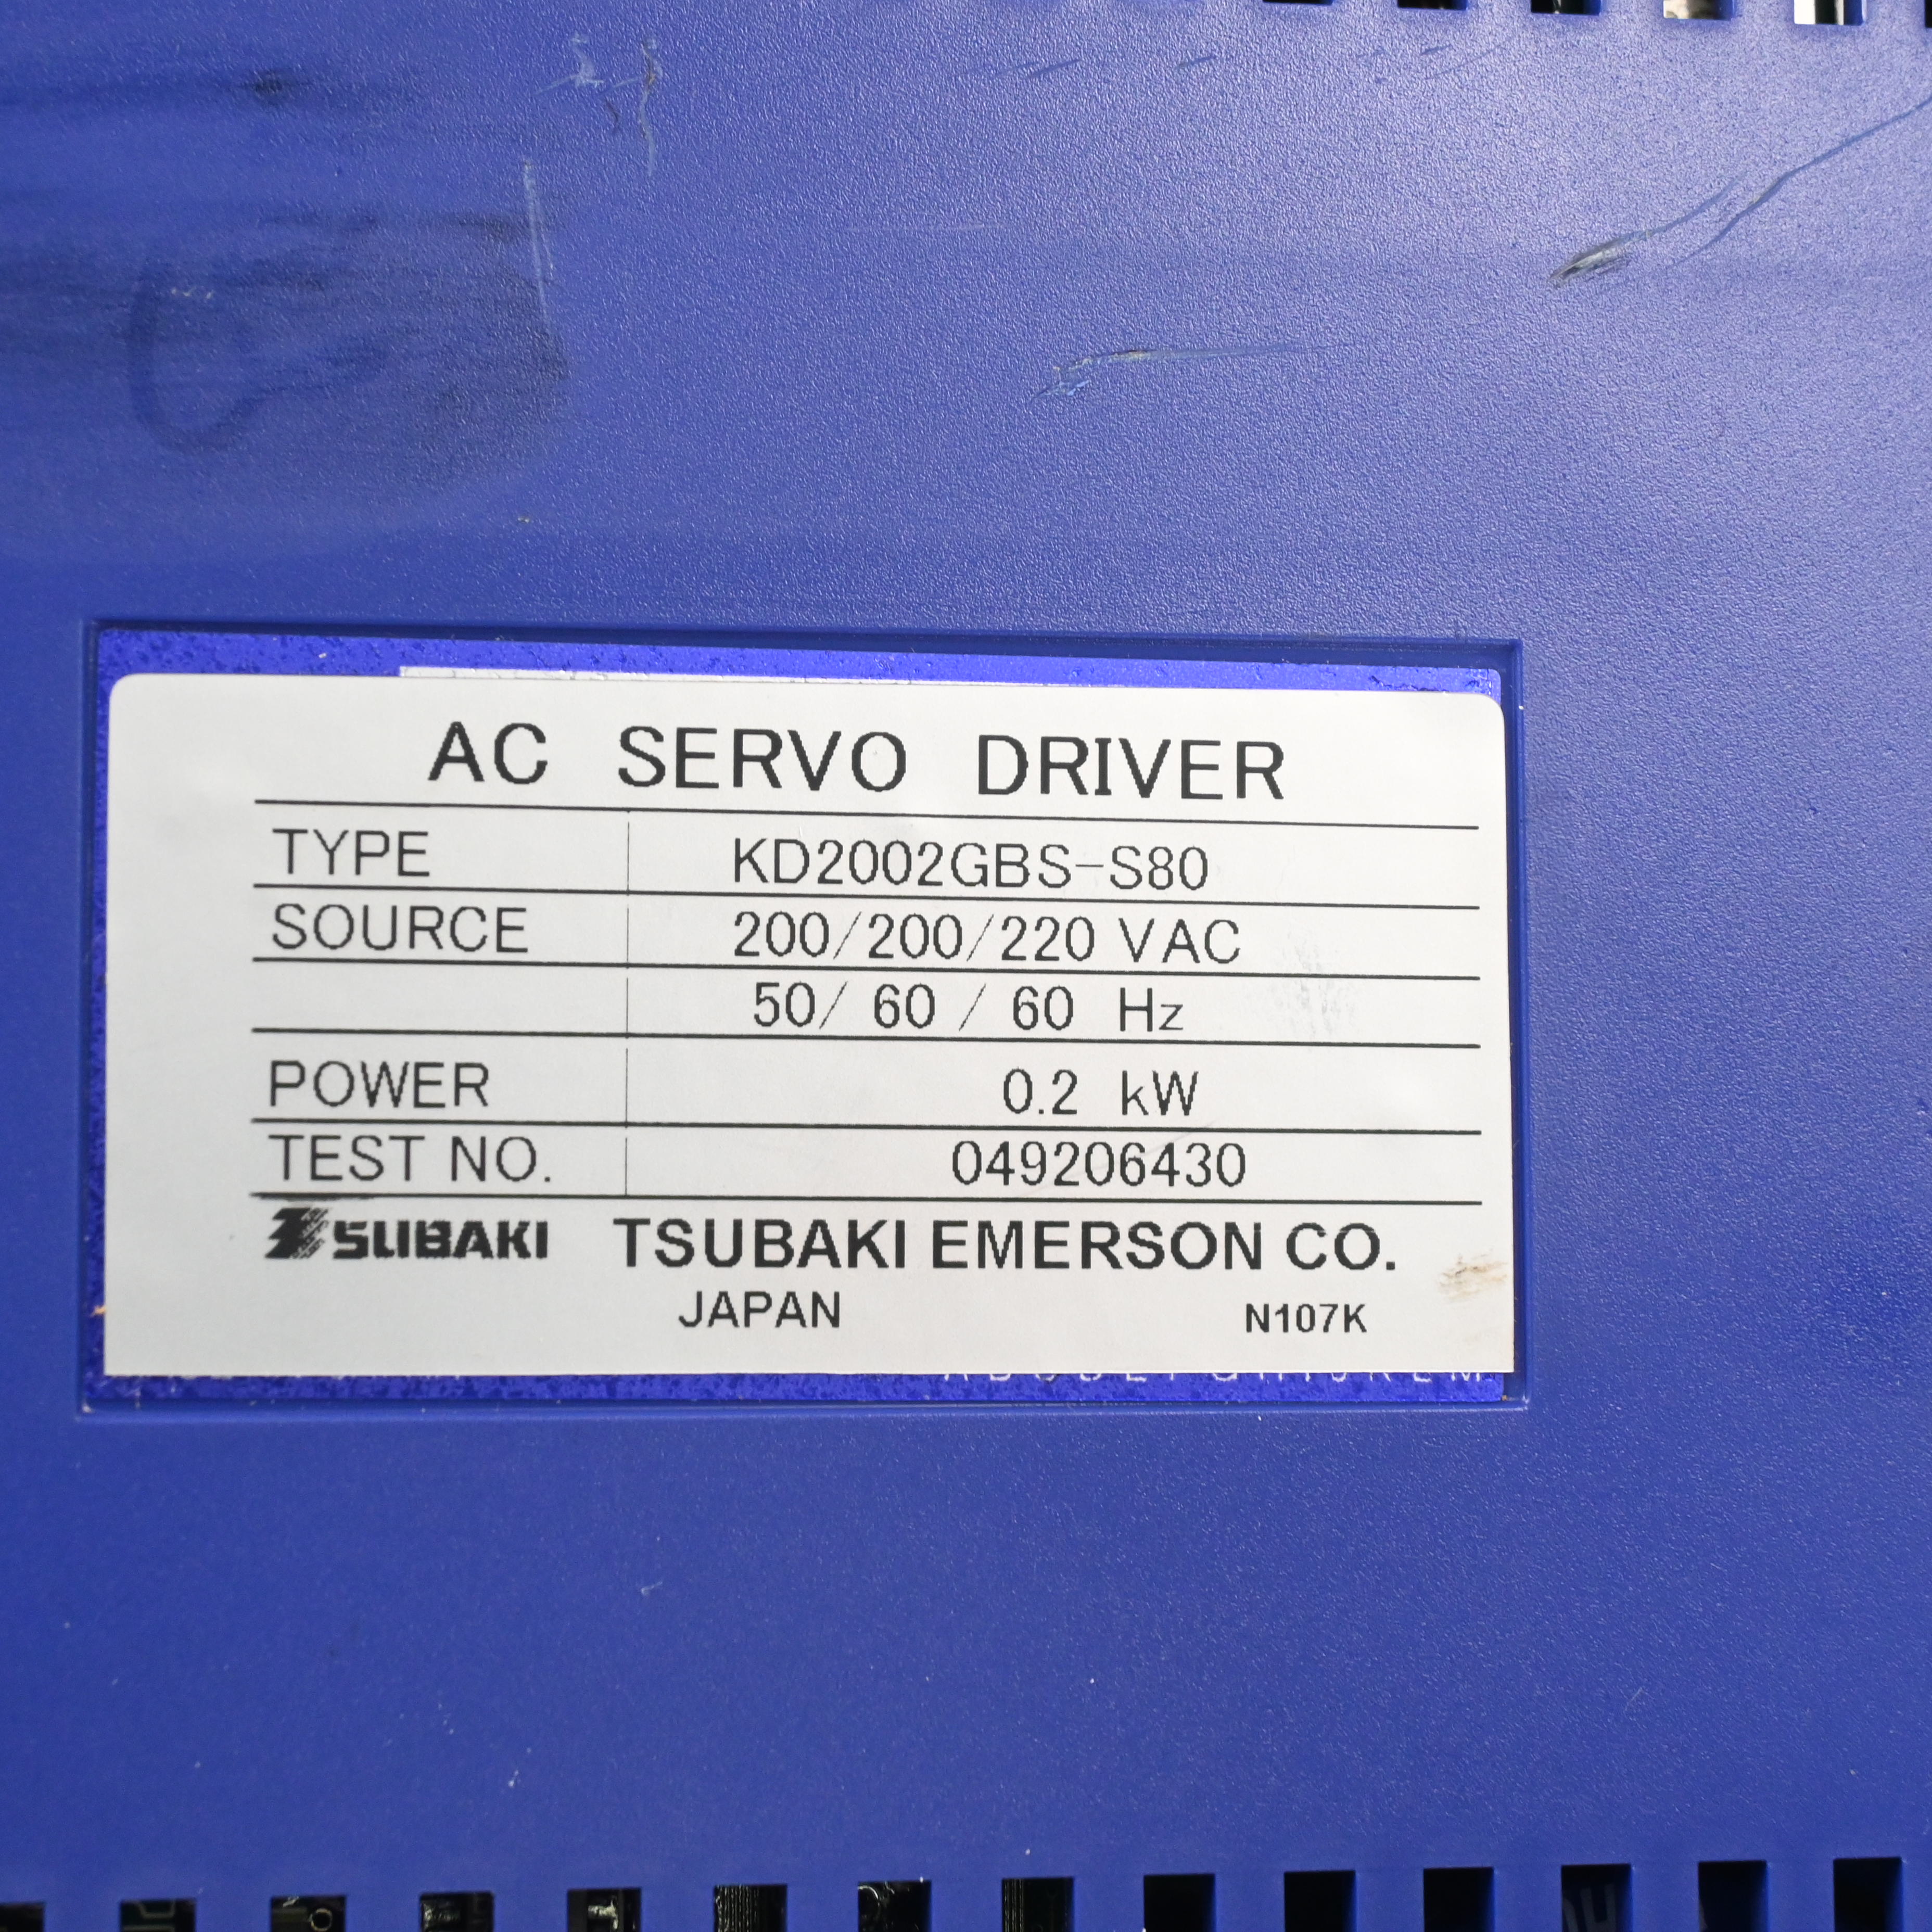 AC SERVO DRIVER
TYPE KD2002GBS-S80
SOURCE 200/200/220 VAC
50/ 60 / 60 Hz
POWER 0.2 kW
TEST NO. 049206430
TSUBAKI TSUBAKI EMERSON CO.
JAPAN N107K